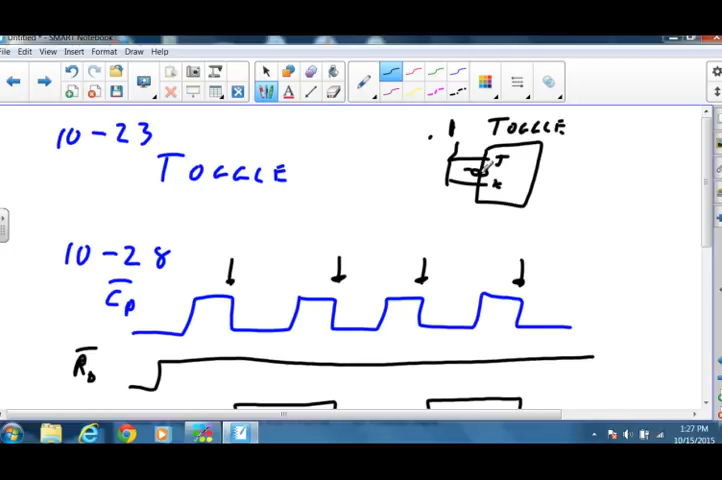 Untitled * - SMART Notebook
File Edit View Insert Format Draw Help
10-23
TOGGLE
1 TOGGLE
J
K
10-28
C̅p
R̅D
1:27 PM
10/15/2015